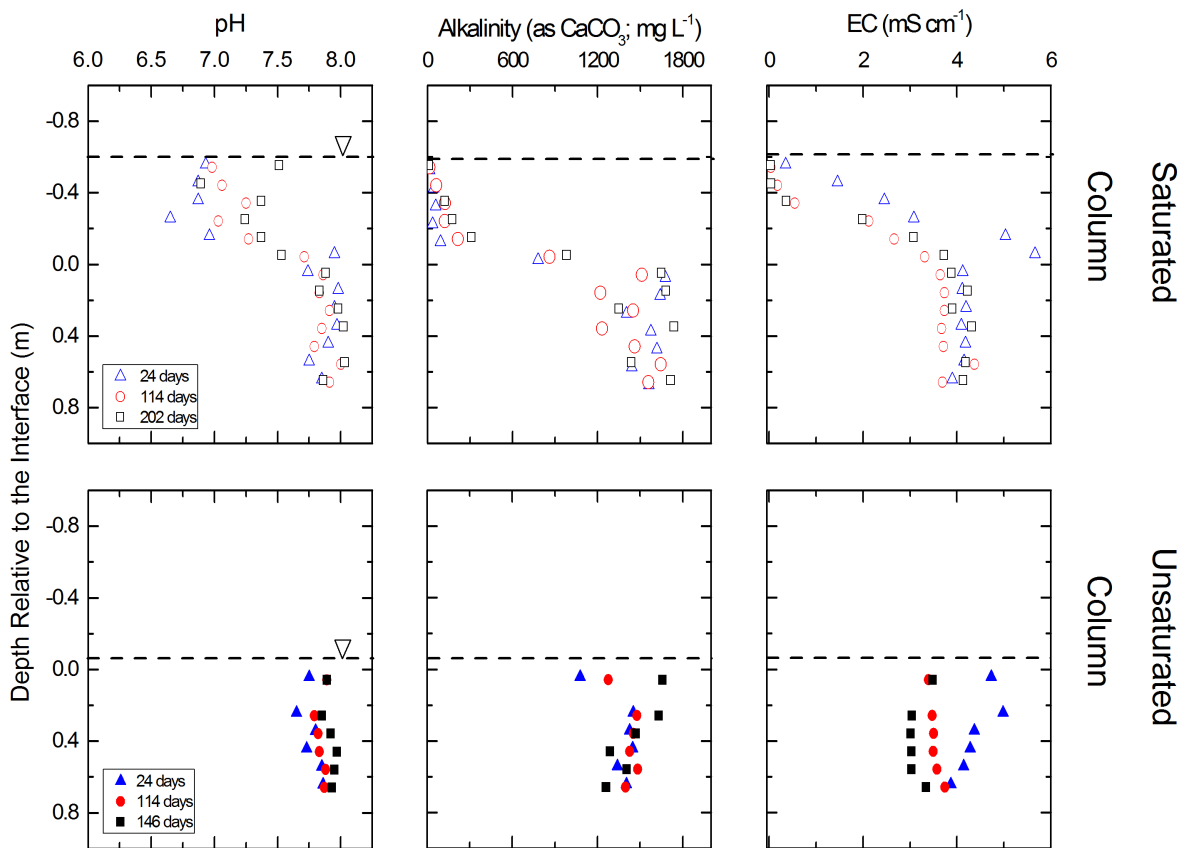 pH
Alkalinity (as CaCO₃; mg L⁻¹)
EC (mS cm⁻¹)
6.0 6.5 7.0 7.5 8.0
0 600 1200 1800
0 2 4 6
-0.8
-0.4
0.0
0.4
0.8
24 days
114 days
202 days
Saturated
Column
Depth Relative to the Interface (m)
-0.8
-0.4
0.0
0.4
0.8
24 days
114 days
146 days
Unsaturated
Column